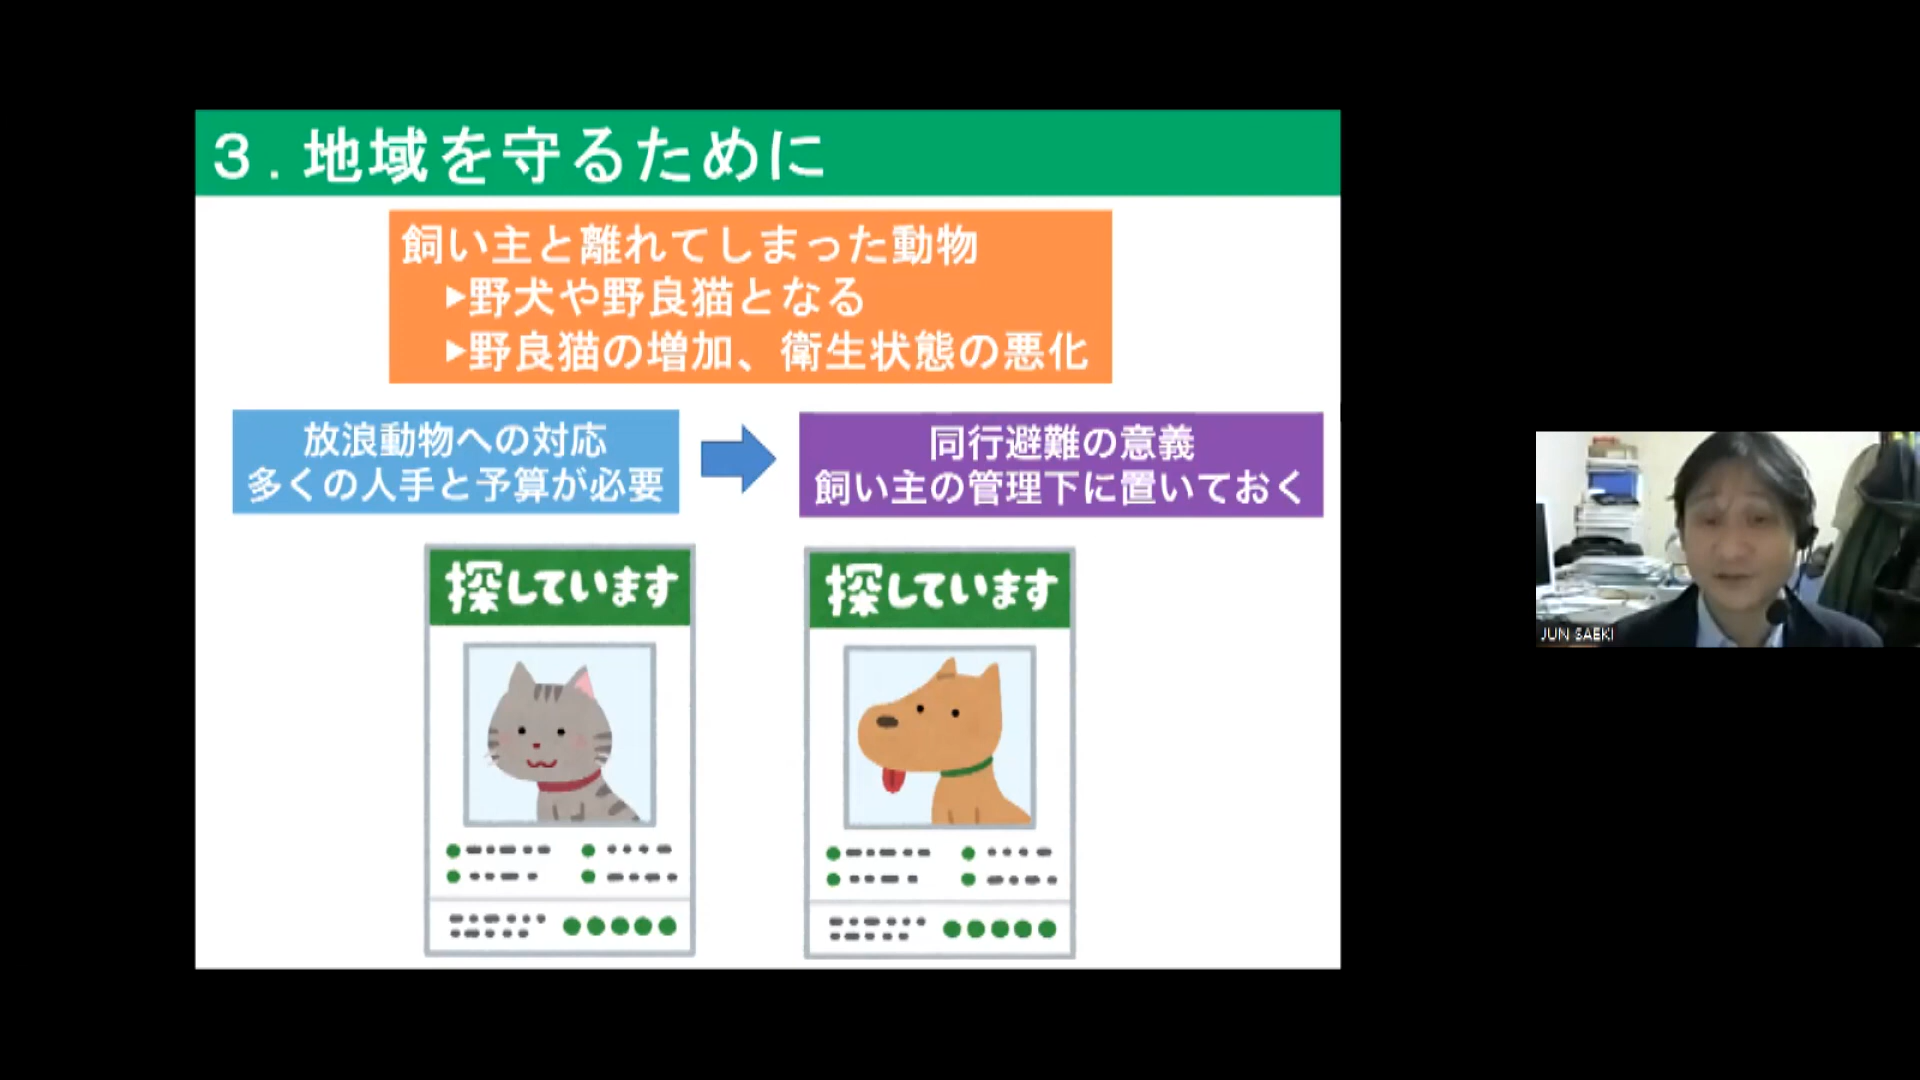 ３．地域を守るために
飼い主と離れてしまった動物
▶野犬や野良猫となる
▶野良猫の増加、衛生状態の悪化
放浪動物への対応
多くの人手と予算が必要
同行避難の意義
飼い主の管理下に置いておく
探しています
探しています
JUN SAEKI